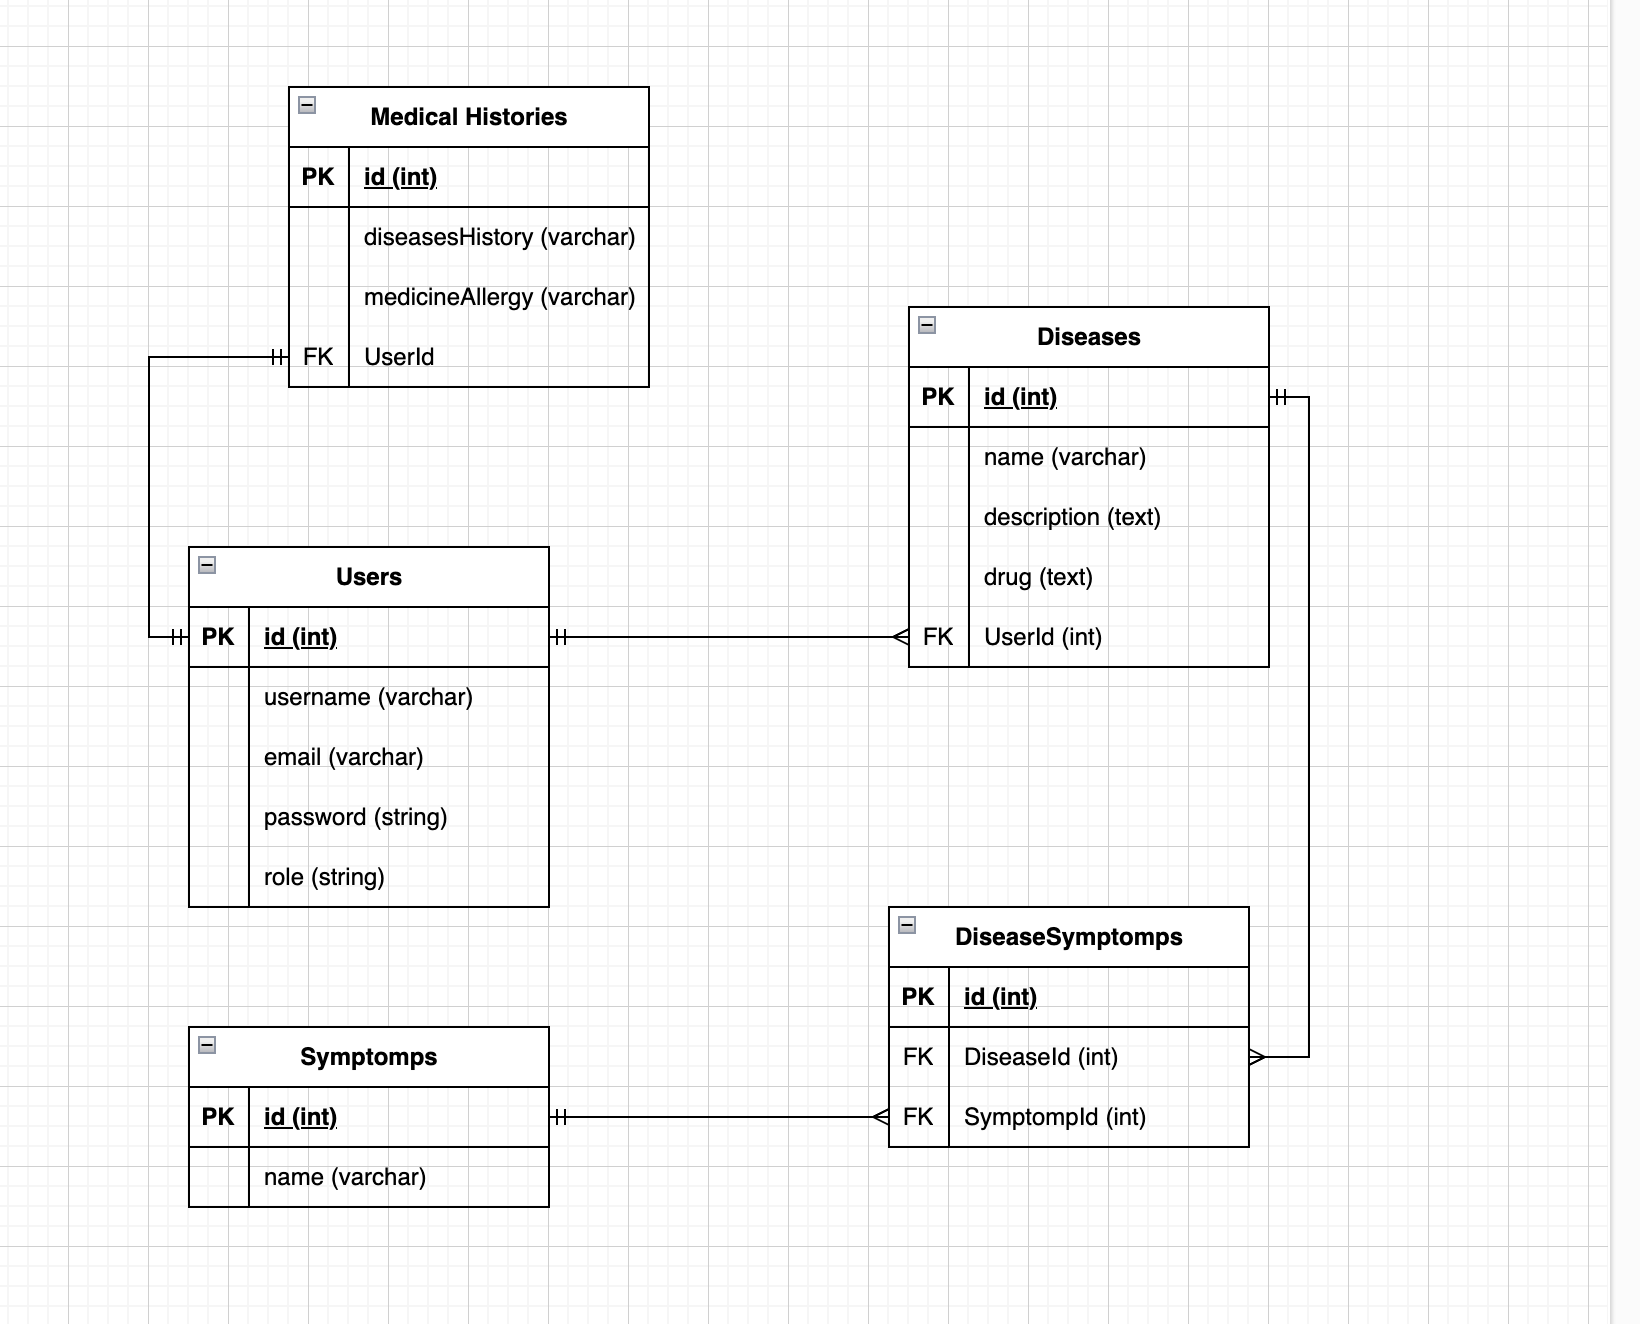 Medical Histories
PK id (int)
diseasesHistory (varchar)
medicineAllergy (varchar)
FK UserId
Diseases
PK id (int)
name (varchar)
description (text)
drug (text)
FK UserId (int)
Users
PK id (int)
username (varchar)
email (varchar)
password (string)
role (string)
DiseaseSymptomps
PK id (int)
FK DiseaseId (int)
FK SymptompId (int)
Symptomps
PK id (int)
name (varchar)